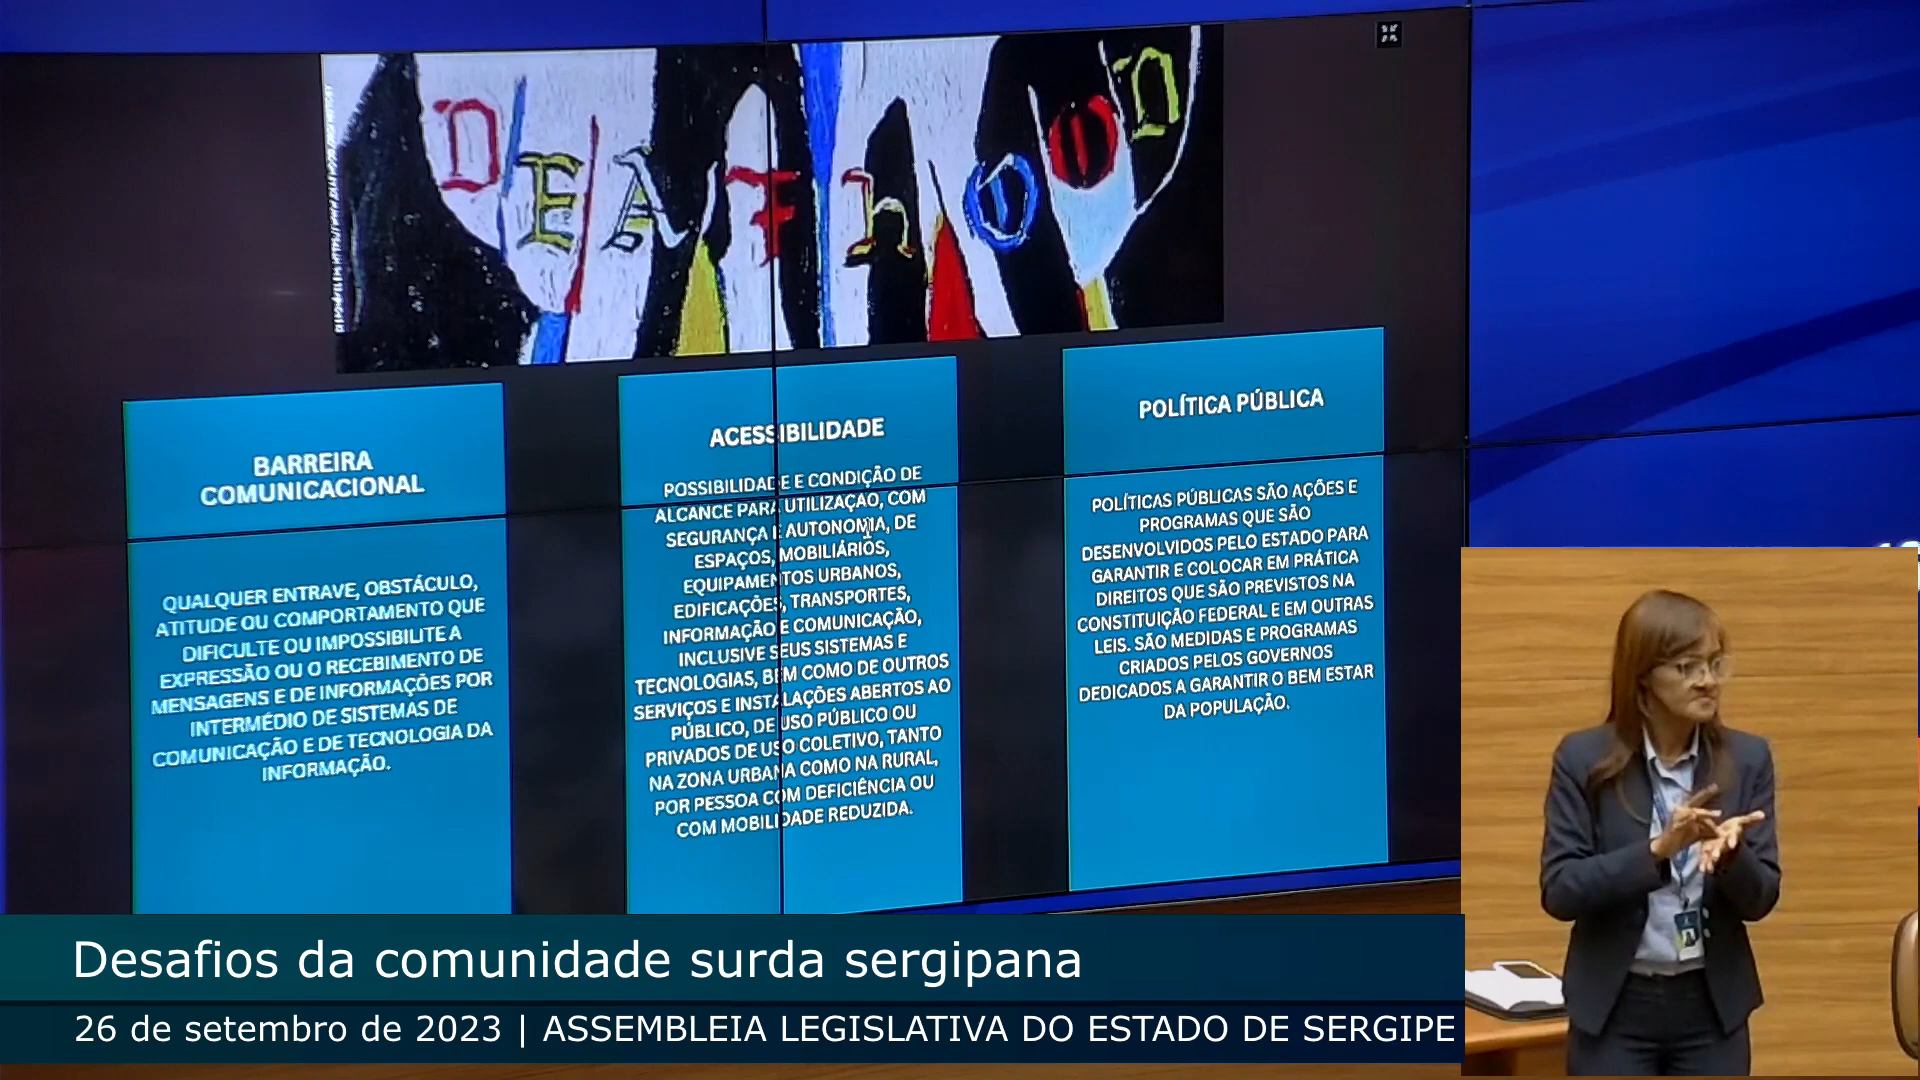 DEAFhOOD
BARREIRA
COMUNICACIONAL
QUALQUER ENTRAVE, OBSTÁCULO,
ATITUDE OU COMPORTAMENTO QUE
DIFICULTE OU IMPOSSIBILITE A
EXPRESSÃO OU O RECEBIMENTO DE
MENSAGENS E DE INFORMAÇÕES POR
INTERMÉDIO DE SISTEMAS DE
COMUNICAÇÃO E DE TECNOLOGIA DA
INFORMAÇÃO.
ACESSIBILIDADE
POSSIBILIDADE E CONDIÇÃO DE
ALCANCE PARA UTILIZAÇÃO, COM
SEGURANÇA E AUTONOMIA, DE
ESPAÇOS, MOBILIÁRIOS,
EQUIPAMENTOS URBANOS,
EDIFICAÇÕES, TRANSPORTES,
INFORMAÇÃO E COMUNICAÇÃO,
INCLUSIVE SEUS SISTEMAS E
TECNOLOGIAS, BEM COMO DE OUTROS
SERVIÇOS E INSTALAÇÕES ABERTOS AO
PÚBLICO, DE USO PÚBLICO OU
PRIVADOS DE USO COLETIVO, TANTO
NA ZONA URBANA COMO NA RURAL,
POR PESSOA COM DEFICIÊNCIA OU
COM MOBILIDADE REDUZIDA.
POLÍTICA PÚBLICA
POLÍTICAS PÚBLICAS SÃO AÇÕES E
PROGRAMAS QUE SÃO
DESENVOLVIDOS PELO ESTADO PARA
GARANTIR E COLOCAR EM PRÁTICA
DIREITOS QUE SÃO PREVISTOS NA
CONSTITUIÇÃO FEDERAL E EM OUTRAS
LEIS. SÃO MEDIDAS E PROGRAMAS
CRIADOS PELOS GOVERNOS
DEDICADOS A GARANTIR O BEM ESTAR
DA POPULAÇÃO.
Desafios da comunidade surda sergipana
26 de setembro de 2023 | ASSEMBLEIA LEGISLATIVA DO ESTADO DE SERGIPE